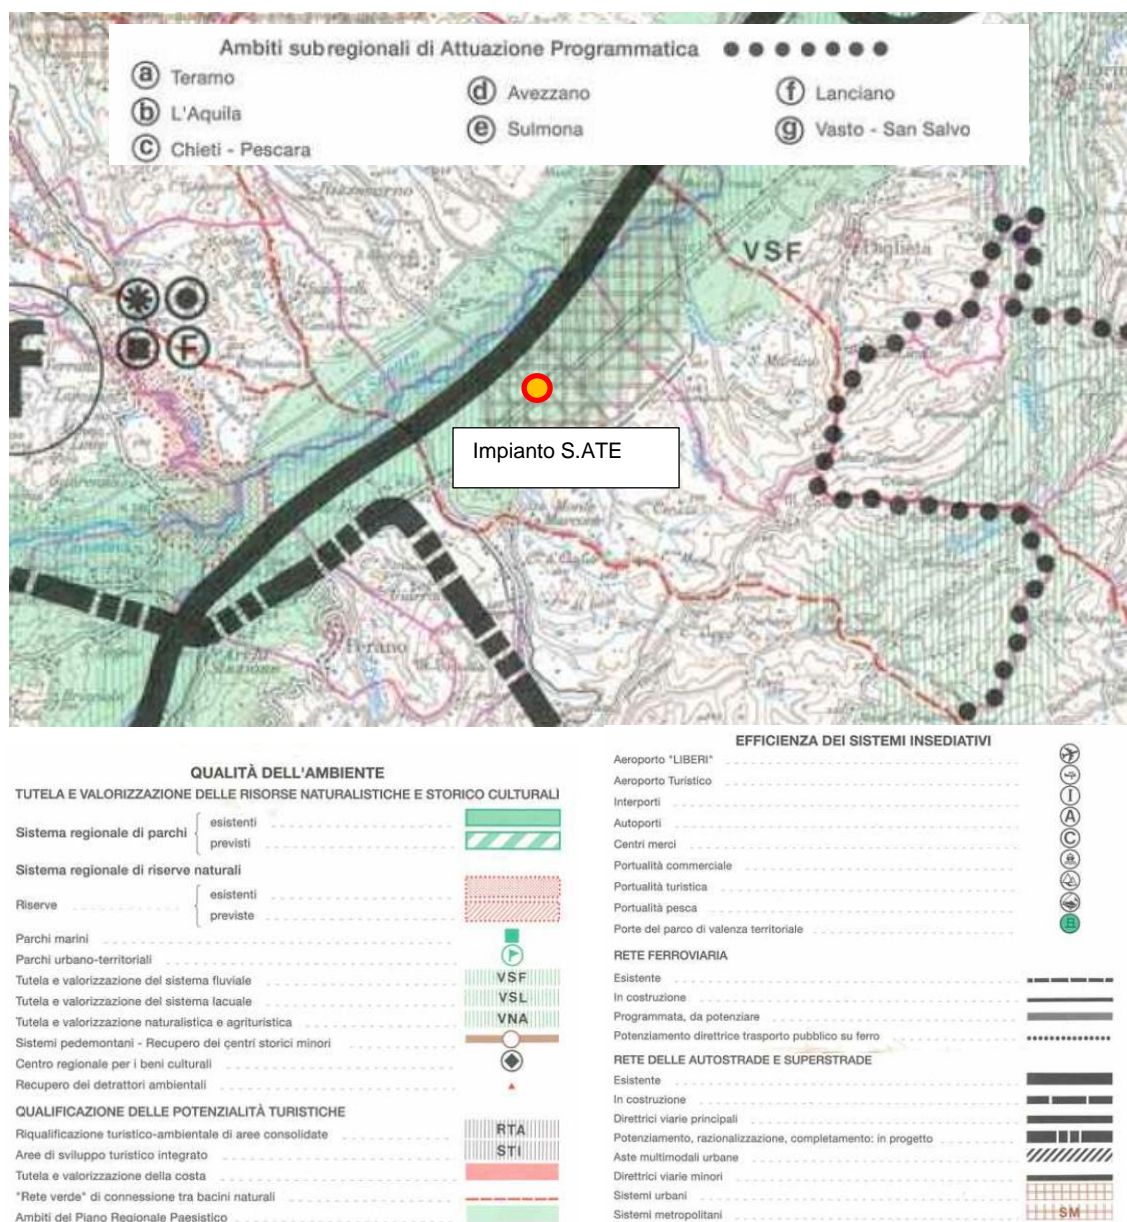 Ambiti subregionali di Attuazione Programmatica
a Teramo
b L'Aquila
c Chieti - Pescara
d Avezzano
e Sulmona
f Lanciano
g Vasto - San Salvo
VSF
F
f
Impianto S.ATE
Perano
QUALITÀ DELL'AMBIENTE
TUTELA E VALORIZZAZIONE DELLE RISORSE NATURALISTICHE E STORICO CULTURALI
Sistema regionale di parchi
esistenti
previsti
Sistema regionale di riserve naturali
Riserve
esistenti
previste
Parchi marini
Parchi urbano-territoriali
Tutela e valorizzazione del sistema fluviale VSF
Tutela e valorizzazione del sistema lacuale VSL
Tutela e valorizzazione naturalistica e agrituristica VNA
Sistemi pedemontani - Recupero dei centri storici minori
Centro regionale per i beni culturali
Recupero dei detrattori ambientali
QUALIFICAZIONE DELLE POTENZIALITÀ TURISTICHE
Riqualificazione turistico-ambientale di aree consolidate RTA
Aree di sviluppo turistico integrato STI
Tutela e valorizzazione della costa
"Rete verde" di connessione tra bacini naturali
Ambiti del Piano Regionale Paesistico
EFFICIENZA DEI SISTEMI INSEDIATIVI
Aeroporto "LIBERI"
Aeroporto Turistico
Interporti I
Autoporti A
Centri merci C
Portualità commerciale
Portualità turistica
Portualità pesca
Porte del parco di valenza territoriale
RETE FERROVIARIA
Esistente
In costruzione
Programmata, da potenziare
Potenziamento direttrice trasporto pubblico su ferro
RETE DELLE AUTOSTRADE E SUPERSTRADE
Esistente
In costruzione
Direttrici viarie principali
Potenziamento, razionalizzazione, completamento: in progetto
Aste multimodali urbane
Direttrici viarie minori
Sistemi urbani
Sistemi metropolitani SM